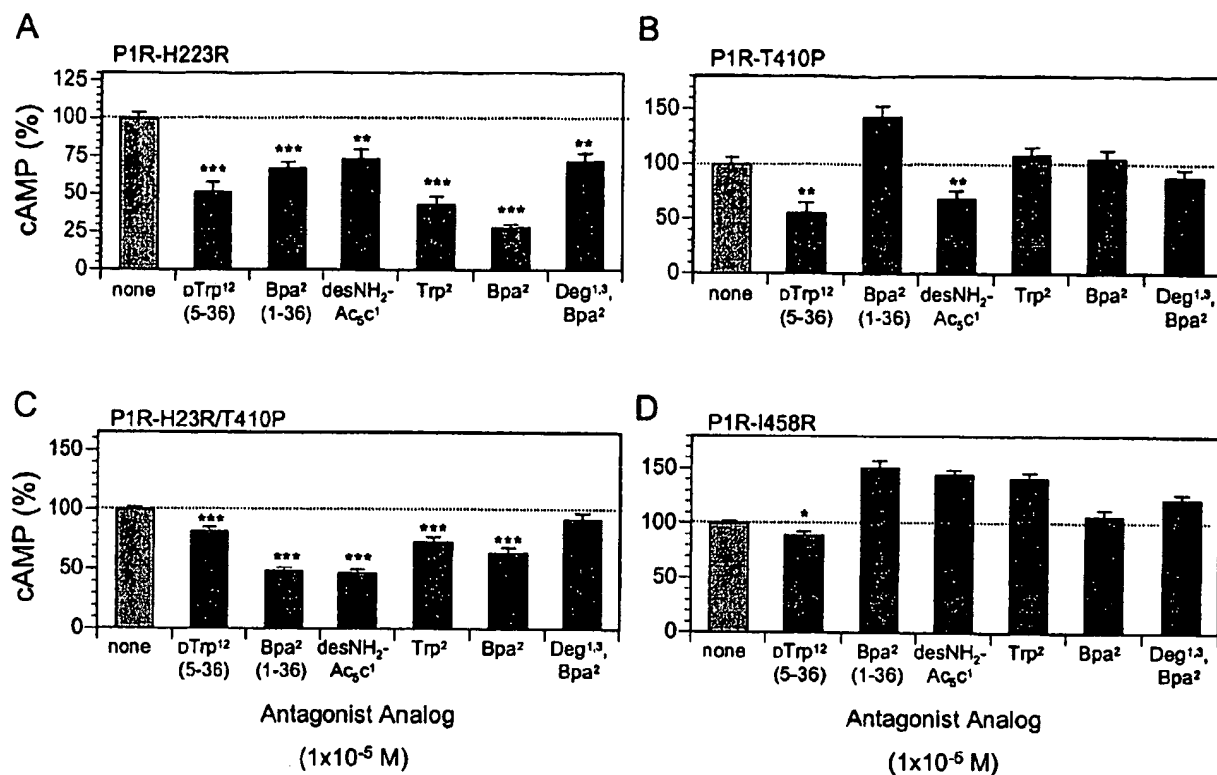 A
P1R-H223R
cAMP (%)
125
100
75
50
25
0
***
***
**
***
***
**
none
DTrp¹²
(5-36)
Bpa²
(1-36)
desNH₂-
Ac₅c¹
Trp²
Bpa²
Deg¹,³,
Bpa²
B
P1R-T410P
150
100
50
0
**
**
none
DTrp¹²
(5-36)
Bpa²
(1-36)
desNH₂-
Ac₅c¹
Trp²
Bpa²
Deg¹,³,
Bpa²
C
P1R-H23R/T410P
cAMP (%)
150
100
50
0
***
***
***
***
***
none
DTrp¹²
(5-36)
Bpa²
(1-36)
desNH₂-
Ac₅c¹
Trp²
Bpa²
Deg¹,³,
Bpa²
Antagonist Analog
(1x10⁻⁵ M)
D
P1R-I458R
150
100
50
0
*
none
DTrp¹²
(5-36)
Bpa²
(1-36)
desNH₂-
Ac₅c¹
Trp²
Bpa²
Deg¹,³,
Bpa²
Antagonist Analog
(1x10⁻⁵ M)